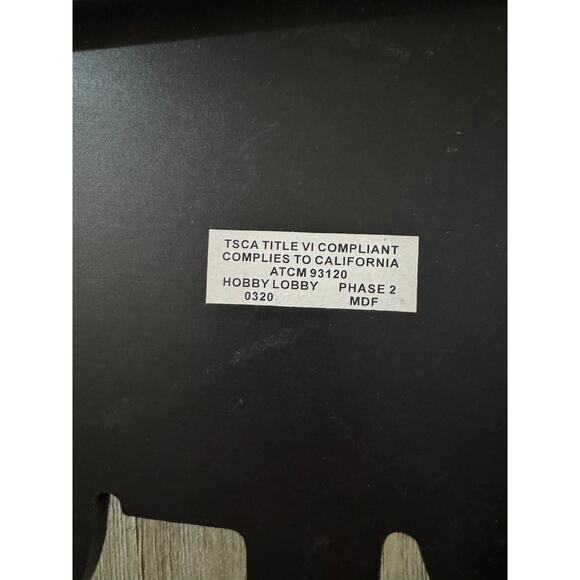 TSCA TITLE VI COMPLIANT
COMPLIES TO CALIFORNIA
ATCM 93120
HOBBY LOBBY PHASE 2
0320 MDF